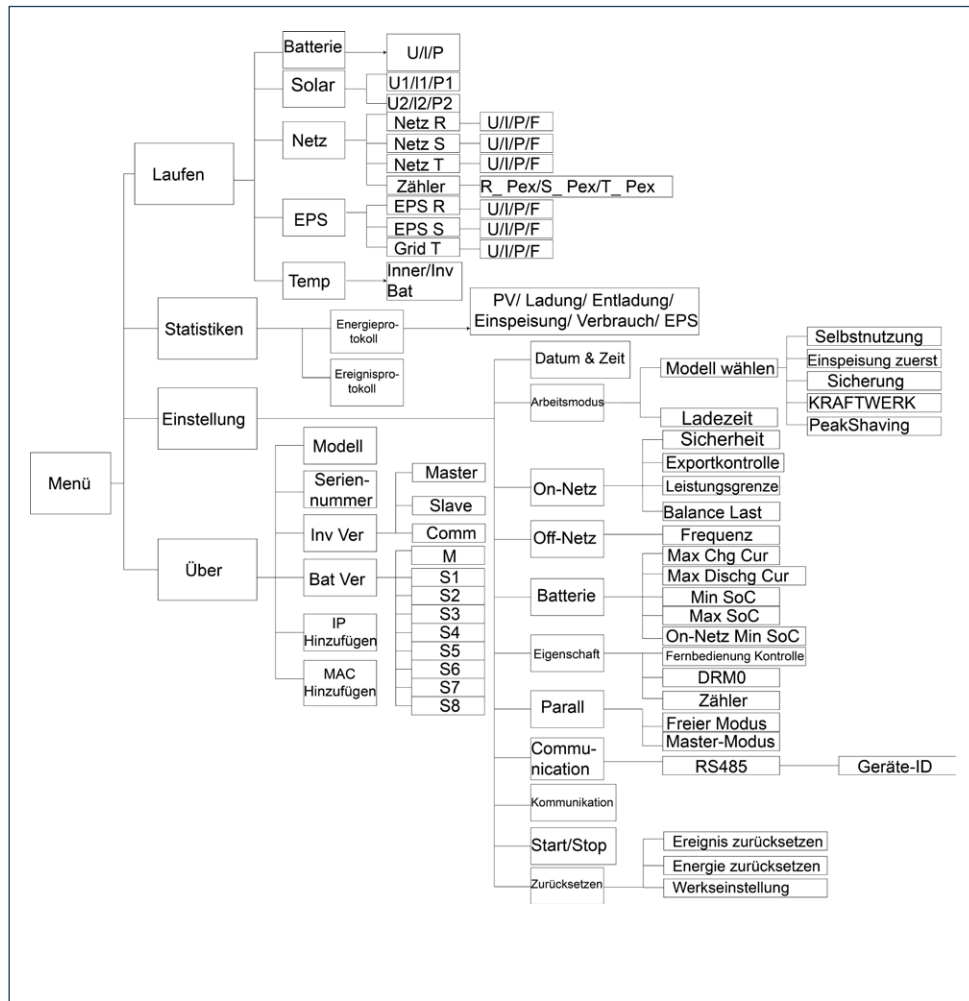 Menü
Laufen
Batterie
U/I/P
Solar
U1/I1/P1
U2/I2/P2
Netz
Netz R
U/I/P/F
Netz S
U/I/P/F
Netz T
U/I/P/F
Zähler
R_ Pex/S_ Pex/T_ Pex
EPS
EPS R
U/I/P/F
EPS S
U/I/P/F
Grid T
U/I/P/F
Temp
Inner/Inv
Bat
Statistiken
Energiepro-
tokoll
PV/ Ladung/ Entladung/
Einspeisung/ Verbrauch/ EPS
Ereignispro-
tokoll
Einstellung
Datum & Zeit
Arbeitsmodus
Modell wählen
Selbstnutzung
Einspeisung zuerst
Sicherung
KRAFTWERK
PeakShaving
Ladezeit
On-Netz
Sicherheit
Exportkontrolle
Leistungsgrenze
Balance Last
Off-Netz
Frequenz
Batterie
Max Chg Cur
Max Dischg Cur
Min SoC
Max SoC
On-Netz Min SoC
Eigenschaft
Fernbedienung Kontrolle
DRM0
Zähler
Parall
Freier Modus
Master-Modus
Commu-
nication
RS485
Geräte-ID
Kommunikation
Start/Stop
Zurücksetzen
Ereignis zurücksetzen
Energie zurücksetzen
Werkseinstellung
Über
Modell
Serien-
nummer
Inv Ver
Master
Slave
Comm
Bat Ver
M
S1
S2
S3
S4
S5
S6
S7
S8
IP
Hinzufügen
MAC
Hinzufügen